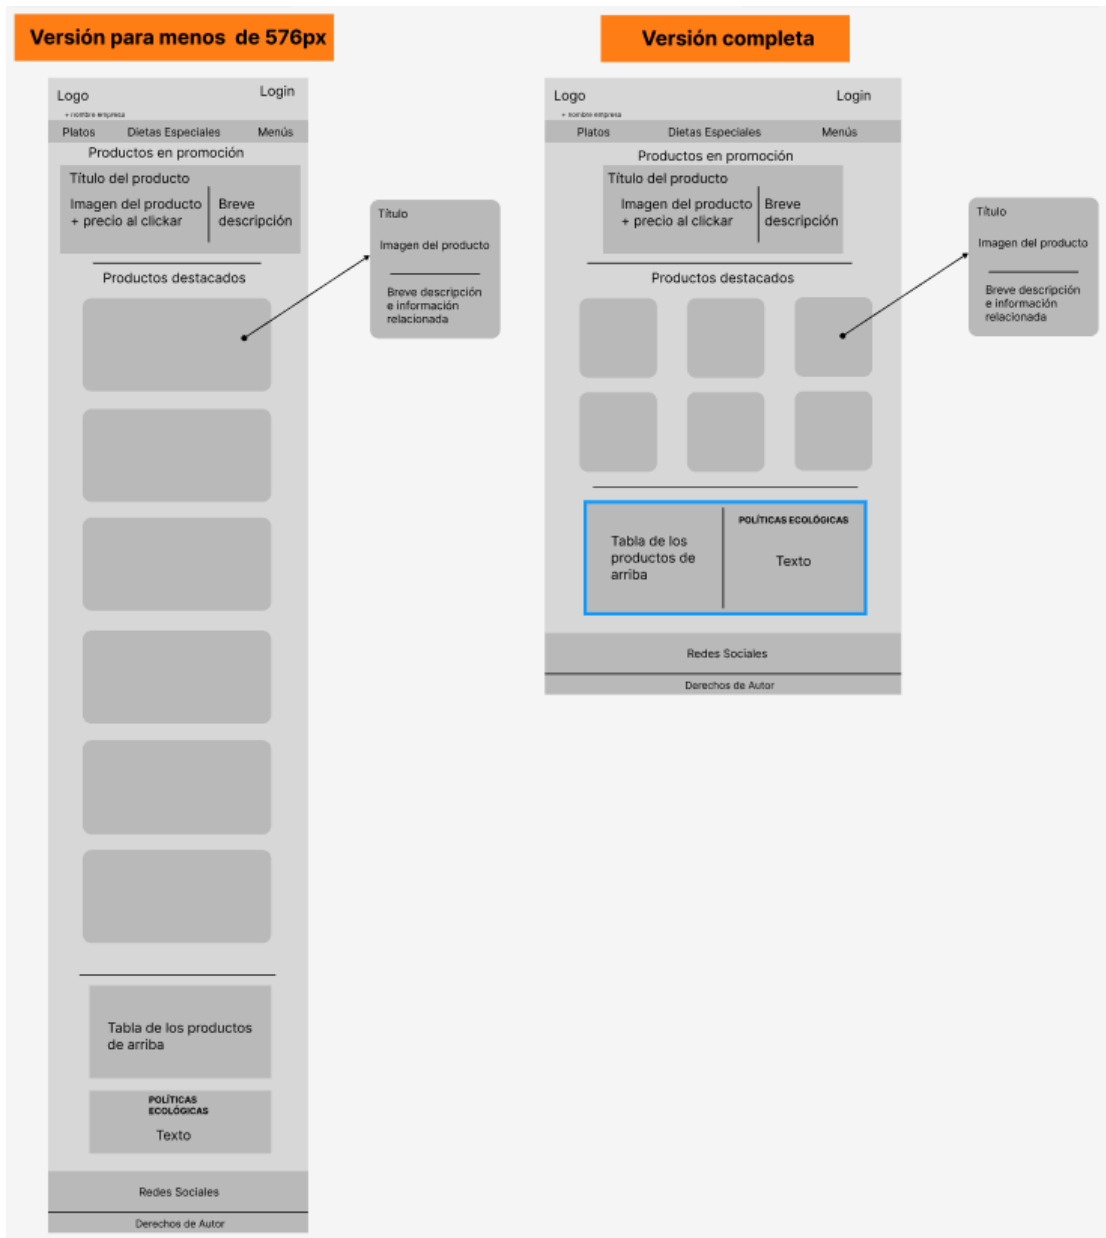 Versión para menos de 576px
Logo
Login
+ nombre empresa
Platos
Dietas Especiales
Menús
Productos en promoción
Título del producto
Imagen del producto
+ precio al clickar
Breve
descripción
Productos destacados
Título
Imagen del producto
Breve descripción
e información
relacionada
Tabla de los productos
de arriba
POLÍTICAS
ECOLÓGICAS
Texto
Redes Sociales
Derechos de Autor
Versión completa
Logo
Login
+ nombre empresa
Platos
Dietas Especiales
Menús
Productos en promoción
Título del producto
Imagen del producto
+ precio al clickar
Breve
descripción
Productos destacados
Título
Imagen del producto
Breve descripción
e información
relacionada
Tabla de los
productos de
arriba
POLÍTICAS ECOLÓGICAS
Texto
Redes Sociales
Derechos de Autor